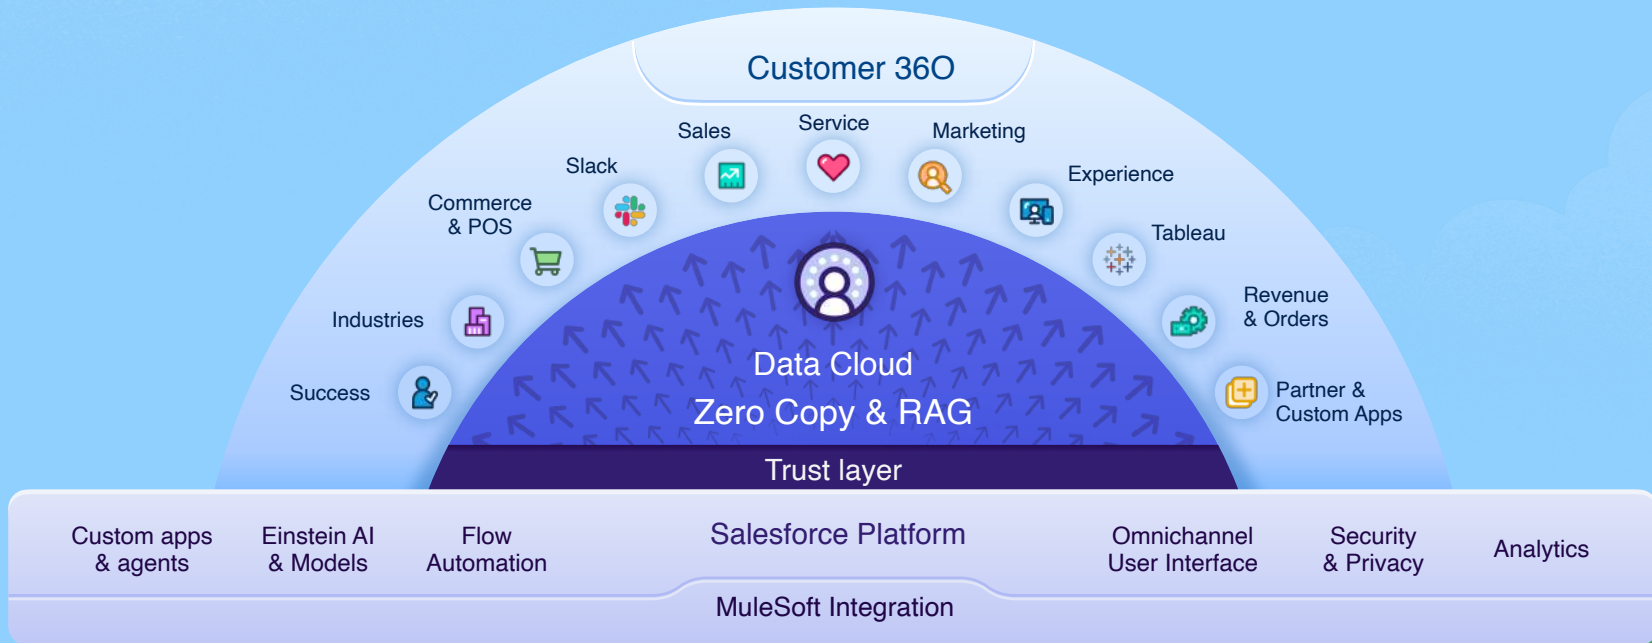 Customer 36O
Sales
Service
Marketing
Slack
Experience
Commerce
& POS
Tableau
Industries
Revenue
& Orders
Success
Partner &
Custom Apps
Data Cloud
Zero Copy & RAG
Trust layer
Custom apps
& agents
Einstein AI
& Models
Flow
Automation
Salesforce Platform
Omnichannel
User Interface
Security
& Privacy
Analytics
MuleSoft Integration